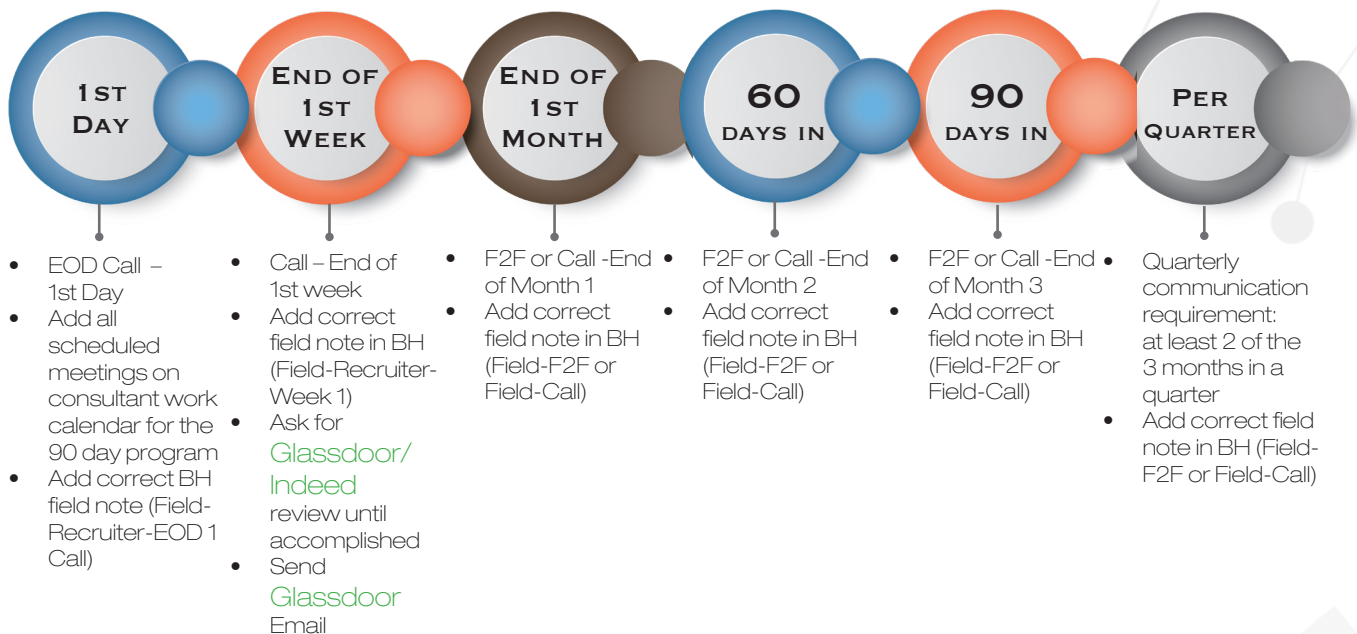 1ST
DAY
END OF
1ST
WEEK
END OF
1ST
MONTH
60
DAYS IN
90
DAYS IN
PER
QUARTER
• EOD Call –
1st Day
• Add all
scheduled
meetings on
consultant work
calendar for the
90 day program
• Add correct BH
field note (Field-
Recruiter-EOD 1
Call)
• Call – End of
1st week
• Add correct
field note in BH
(Field-Recruiter-
Week 1)
• Ask for
Glassdoor/
Indeed
review until
accomplished
• Send
Glassdoor
Email
• F2F or Call -End
of Month 1
• Add correct
field note in BH
(Field-F2F or
Field-Call)
• F2F or Call -End
of Month 2
• Add correct
field note in BH
(Field-F2F or
Field-Call)
• F2F or Call -End
of Month 3
• Add correct
field note in BH
(Field-F2F or
Field-Call)
• Quarterly
communication
requirement:
at least 2 of the
3 months in a
quarter
• Add correct field
note in BH (Field-
F2F or Field-Call)